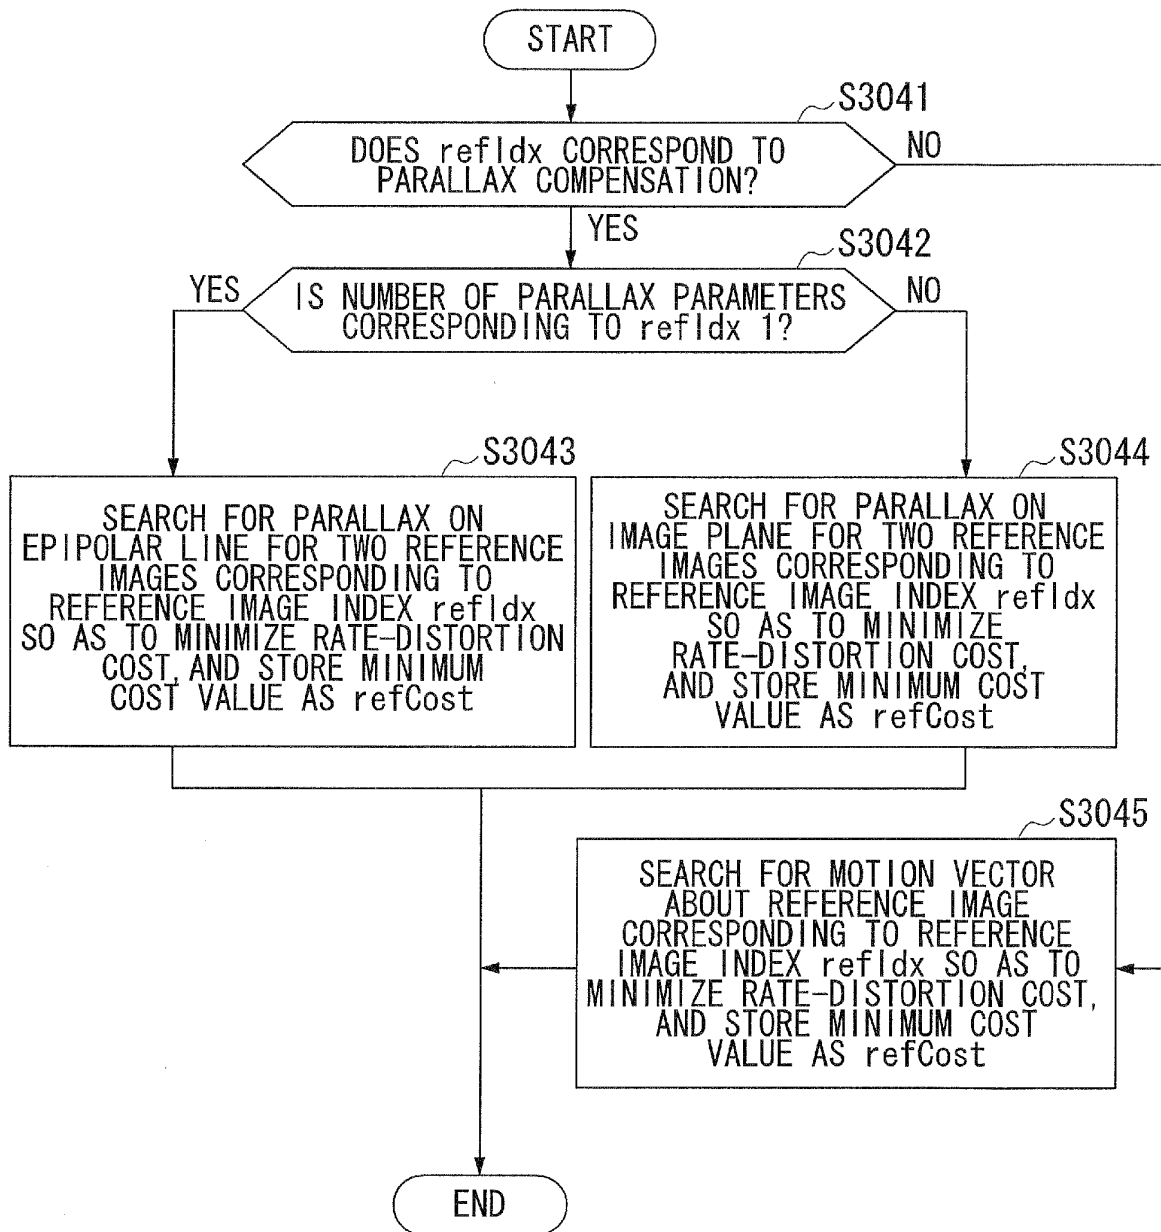 START
S3041
DOES refIdx CORRESPOND TO
PARALLAX COMPENSATION?
NO
YES
S3042
YES
IS NUMBER OF PARALLAX PARAMETERS
CORRESPONDING TO refIdx 1?
NO
S3043
SEARCH FOR PARALLAX ON
EPIPOLAR LINE FOR TWO REFERENCE
IMAGES CORRESPONDING TO
REFERENCE IMAGE INDEX refIdx
SO AS TO MINIMIZE RATE-DISTORTION
COST, AND STORE MINIMUM
COST VALUE AS refCost
S3044
SEARCH FOR PARALLAX ON
IMAGE PLANE FOR TWO REFERENCE
IMAGES CORRESPONDING TO
REFERENCE IMAGE INDEX refIdx
SO AS TO MINIMIZE
RATE-DISTORTION COST,
AND STORE MINIMUM COST
VALUE AS refCost
S3045
SEARCH FOR MOTION VECTOR
ABOUT REFERENCE IMAGE
CORRESPONDING TO REFERENCE
IMAGE INDEX refIdx SO AS TO
MINIMIZE RATE-DISTORTION COST,
AND STORE MINIMUM COST
VALUE AS refCost
END